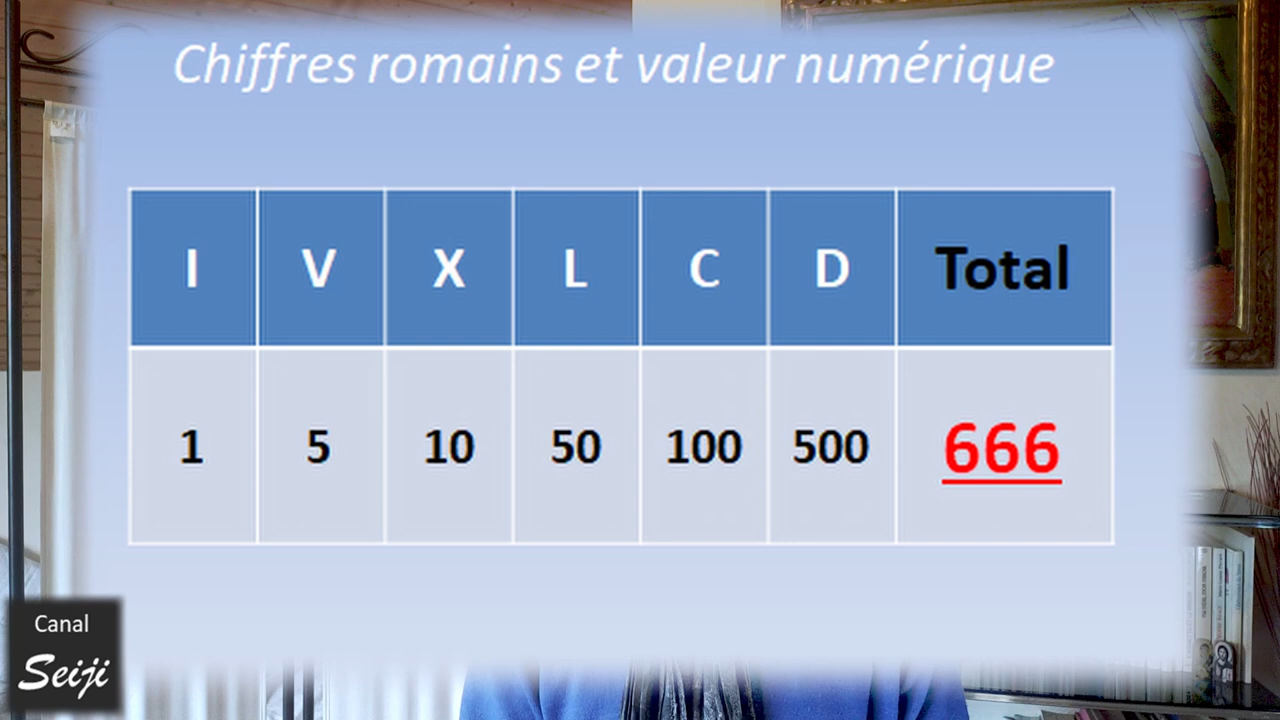 Chiffres romains et valeur numérique
I V X L C D Total
1 5 10 50 100 500 666
Canal
Seiji